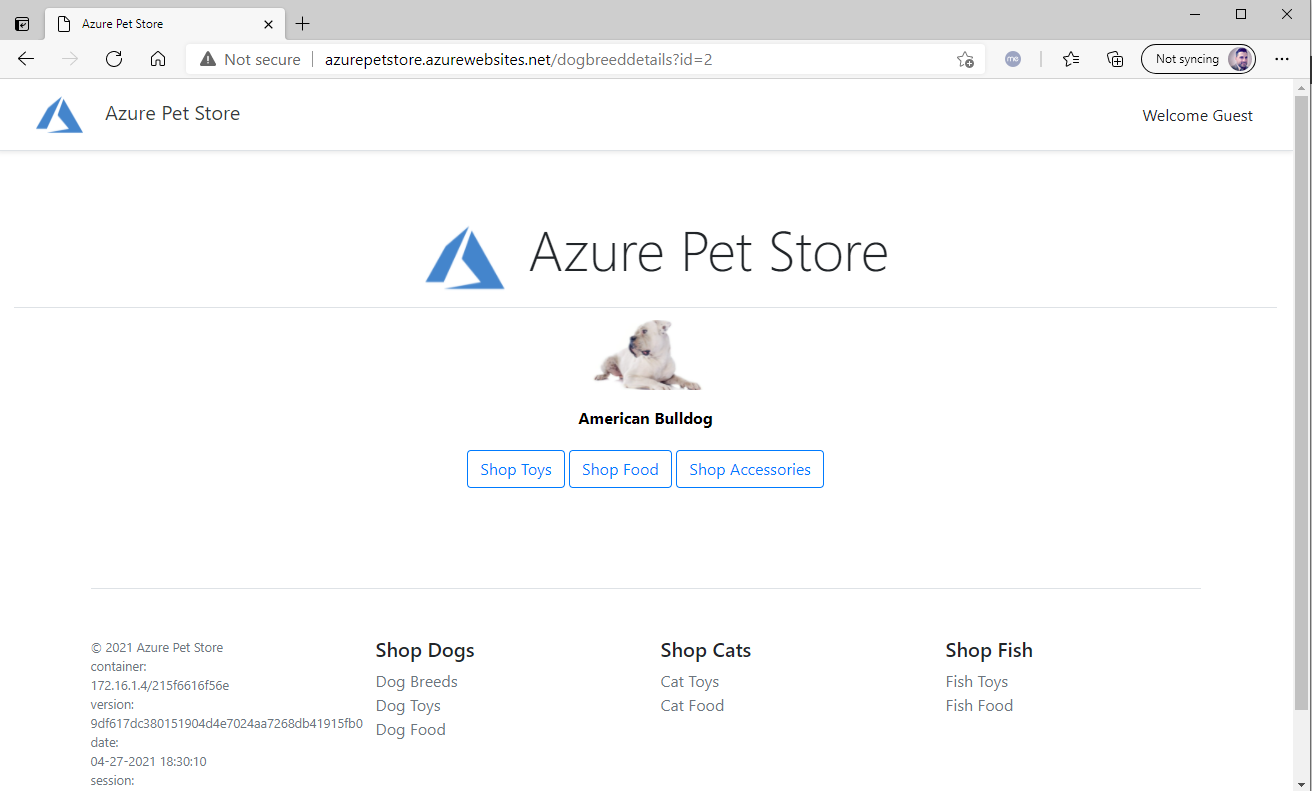 Azure Pet Store
Not secure
azurepetstore.azurewebsites.net/dogbreeddetails?id=2
me
Not syncing
Azure Pet Store
Welcome Guest
Azure Pet Store
American Bulldog
Shop Toys
Shop Food
Shop Accessories
© 2021 Azure Pet Store
container:
172.16.1.4/215f6616f56e
version:
9df617dc380151904d4e7024aa7268db41915fb0
date:
04-27-2021 18:30:10
session:
Shop Dogs
Dog Breeds
Dog Toys
Dog Food
Shop Cats
Cat Toys
Cat Food
Shop Fish
Fish Toys
Fish Food